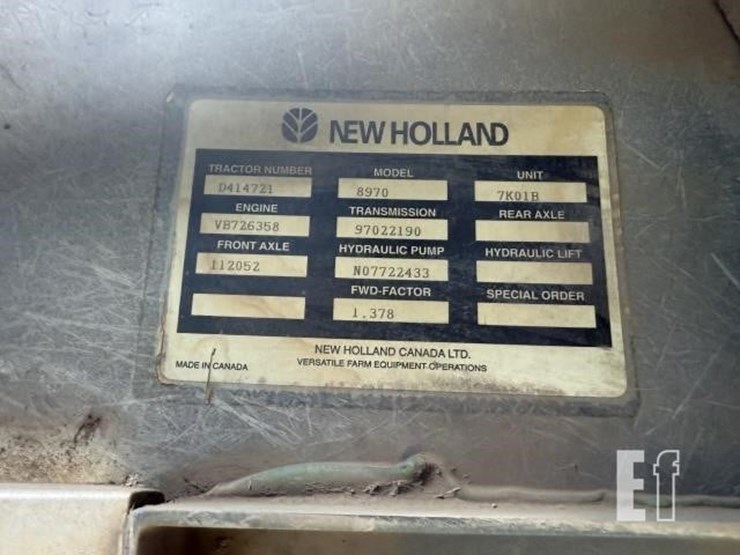 NEW HOLLAND
TRACTOR NUMBER MODEL UNIT
D414721 8970 7K01B
ENGINE TRANSMISSION REAR AXLE
VB726358 97022190
FRONT AXLE HYDRAULIC PUMP HYDRAULIC LIFT
112052 N07722433
FWD-FACTOR SPECIAL ORDER
1.378
NEW HOLLAND CANADA LTD.
MADE IN CANADA VERSATILE FARM EQUIPMENT OPERATIONS
Ef